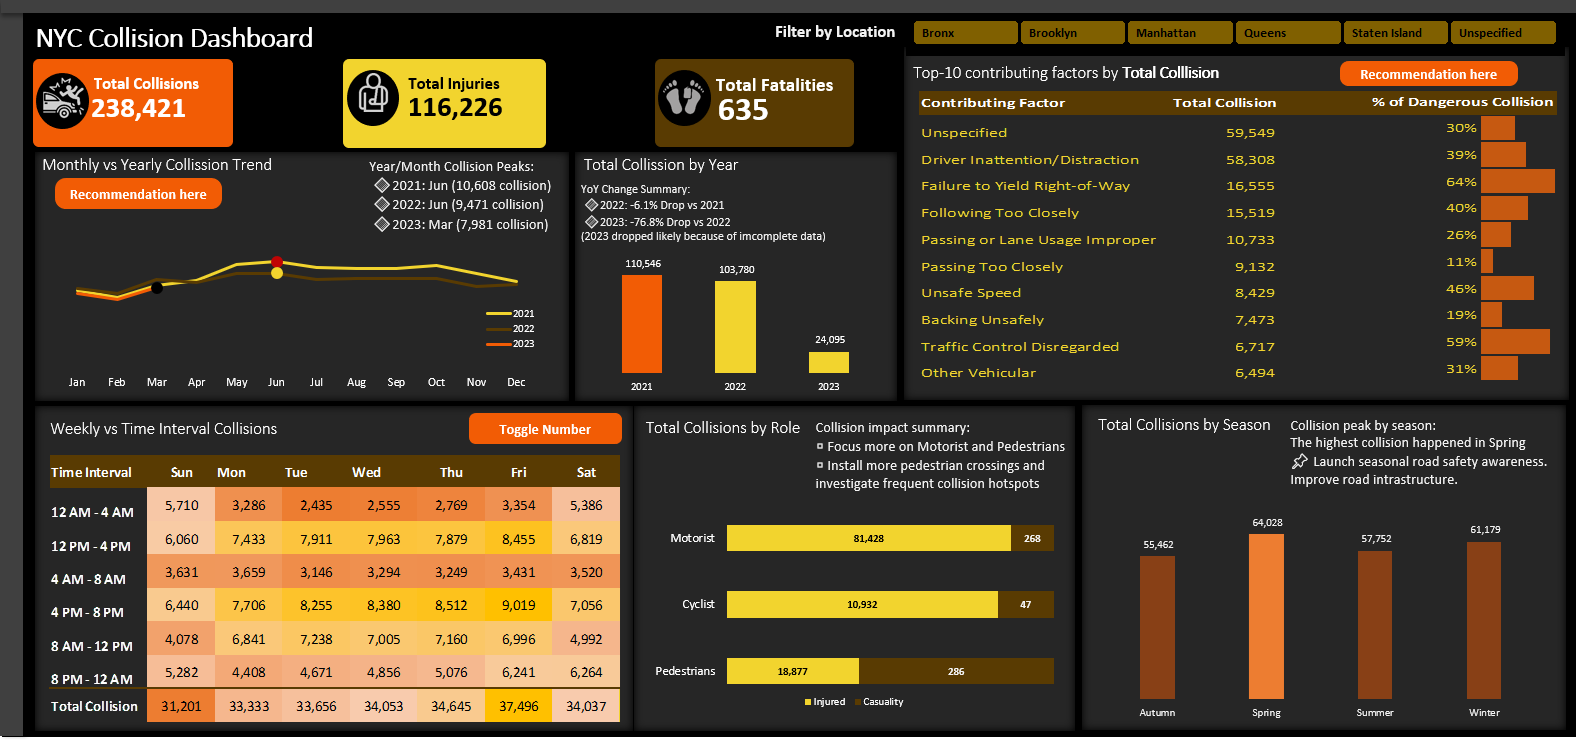 NYC Collision Dashboard
Filter by Location
Bronx
Brooklyn
Manhattan
Queens
Staten Island
Unspecified
Total Collisions
238,421
Total Injuries
116,226
Total Fatalities
635
Monthly vs Yearly Collission Trend
Recommendation here
Year/Month Collision Peaks:
2021: Jun (10,608 collision)
2022: Jun (9,471 collision)
2023: Mar (7,981 collision)
2021
2022
2023
Jan Feb Mar Apr May Jun Jul Aug Sep Oct Nov Dec
Total Collission by Year
YoY Change Summary:
2022: -6.1% Drop vs 2021
2023: -76.8% Drop vs 2022
(2023 dropped likely because of imcomplete data)
110,546
103,780
24,095
2021 2022 2023
Top-10 contributing factors by Total Colllision
Recommendation here
Contributing Factor Total Collision % of Dangerous Collision
Unspecified 59,549 30%
Driver Inattention/Distraction 58,308 39%
Failure to Yield Right-of-Way 16,555 64%
Following Too Closely 15,519 40%
Passing or Lane Usage Improper 10,733 26%
Passing Too Closely 9,132 11%
Unsafe Speed 8,429 46%
Backing Unsafely 7,473 19%
Traffic Control Disregarded 6,717 59%
Other Vehicular 6,494 31%
Weekly vs Time Interval Collisions
Toggle Number
Time Interval Sun Mon Tue Wed Thu Fri Sat
12 AM - 4 AM 5,710 3,286 2,435 2,555 2,769 3,354 5,386
12 PM - 4 PM 6,060 7,433 7,911 7,963 7,879 8,455 6,819
4 AM - 8 AM 3,631 3,659 3,146 3,294 3,249 3,431 3,520
4 PM - 8 PM 6,440 7,706 8,255 8,380 8,512 9,019 7,056
8 AM - 12 PM 4,078 6,841 7,238 7,005 7,160 6,996 4,992
8 PM - 12 AM 5,282 4,408 4,671 4,856 5,076 6,241 6,264
Total Collision 31,201 33,333 33,656 34,053 34,645 37,496 34,037
Total Collisions by Role
Collision impact summary:
Focuse more on Motorist and Pedestrians
Install more pedestrian crossings and
investigate frequent collision hotspots
Motorist 81,428 268
Cyclist 10,932 47
Pedestrians 18,877 286
Injured Casuality
Total Collisions by Season
Collision peak by season:
The highest collision happened in Spring
Launch seasonal road safety awareness.
Improve road intrastructure.
55,462
64,028
57,752
61,179
Autumn Spring Summer Winter